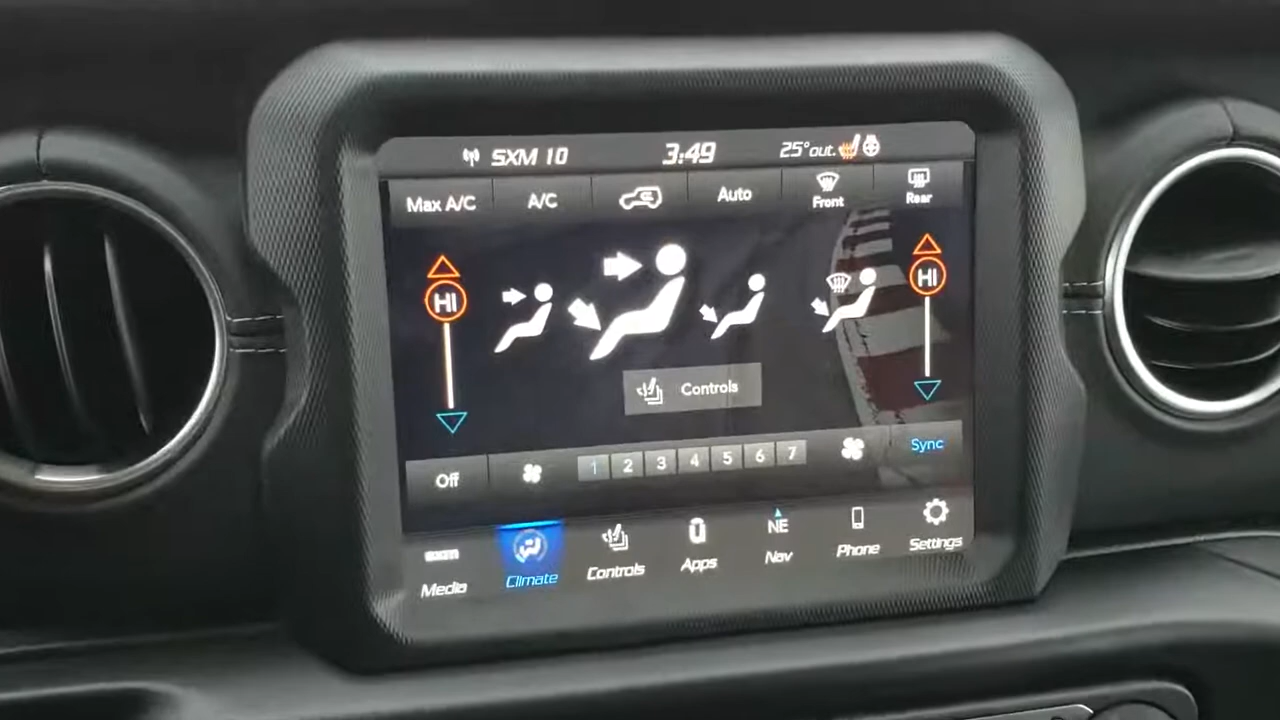 SXM 10 3:49 25° out.
Max A/C A/C Auto Front Rear
HI HI
Controls
Off 1 2 3 4 5 6 7 Sync
sxm NE
Media Climate Controls Apps Nav Phone Settings